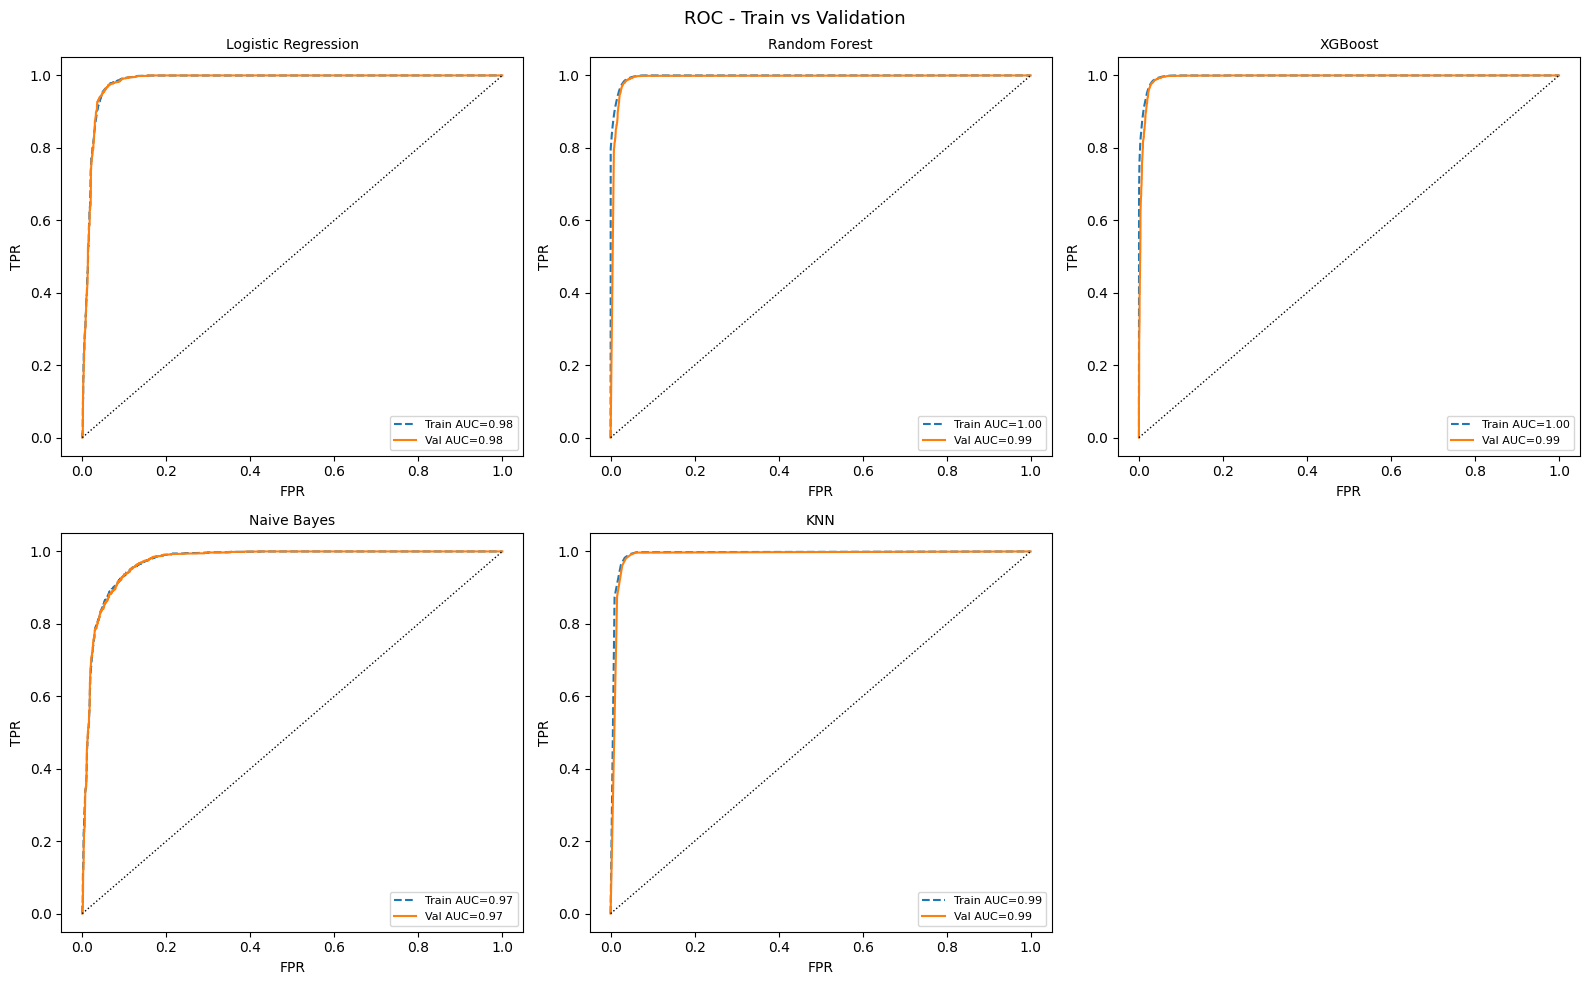 ROC - Train vs Validation
Logistic Regression
1.0
0.8
0.6
0.4
0.2
0.0
TPR
0.0 0.2 0.4 0.6 0.8 1.0
FPR
Train AUC=0.98
Val AUC=0.98
Random Forest
1.0
0.8
0.6
0.4
0.2
0.0
TPR
0.0 0.2 0.4 0.6 0.8 1.0
FPR
Train AUC=1.00
Val AUC=0.99
XGBoost
1.0
0.8
0.6
0.4
0.2
0.0
TPR
0.0 0.2 0.4 0.6 0.8 1.0
FPR
Train AUC=1.00
Val AUC=0.99
Naive Bayes
1.0
0.8
0.6
0.4
0.2
0.0
TPR
0.0 0.2 0.4 0.6 0.8 1.0
FPR
Train AUC=0.97
Val AUC=0.97
KNN
1.0
0.8
0.6
0.4
0.2
0.0
TPR
0.0 0.2 0.4 0.6 0.8 1.0
FPR
Train AUC=0.99
Val AUC=0.99